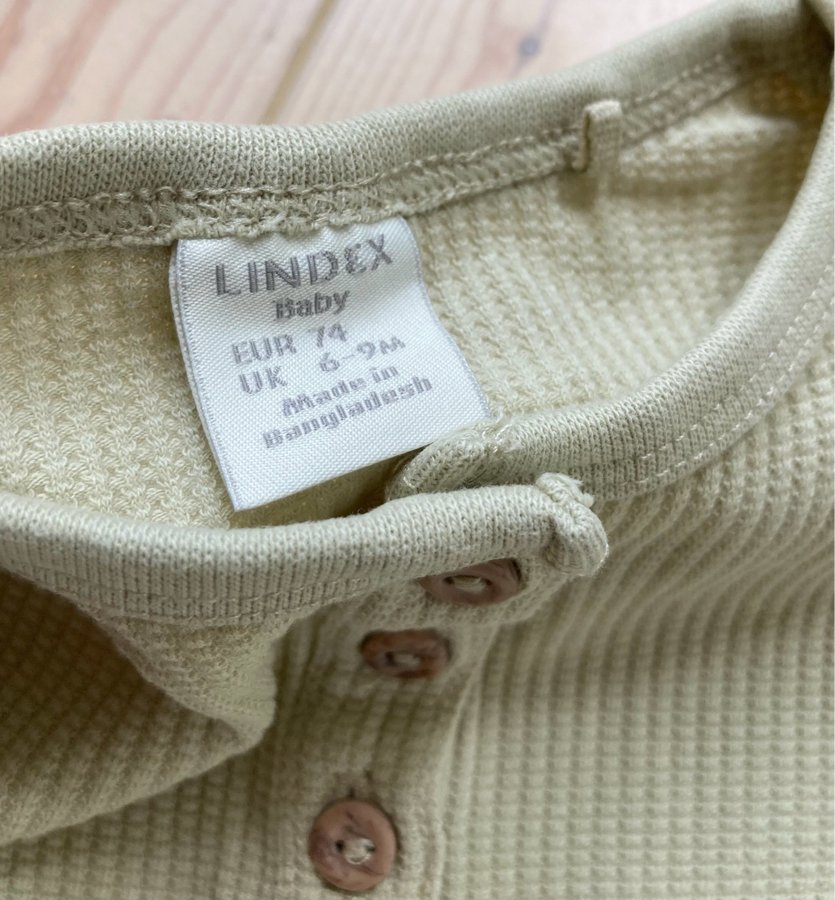 LINDEX
Baby
EUR 74
UK 6-9M
Made in
Bangladesh